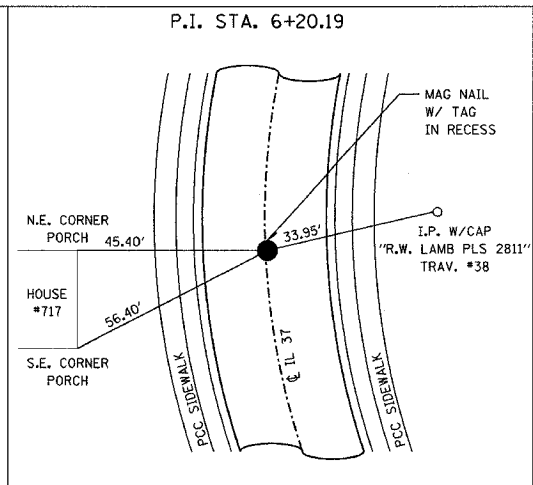 P.I. STA. 6+20.19
MAG NAIL
W/ TAG
IN RECESS
N.E. CORNER
PORCH
45.40'
33.95'
I.P. W/CAP
"R.W. LAMB PLS 2811"
TRAV. #38
HOUSE
#717
56.40'
S.E. CORNER
PORCH
PCC SIDEWALK
℄ IL 37
PCC SIDEWALK